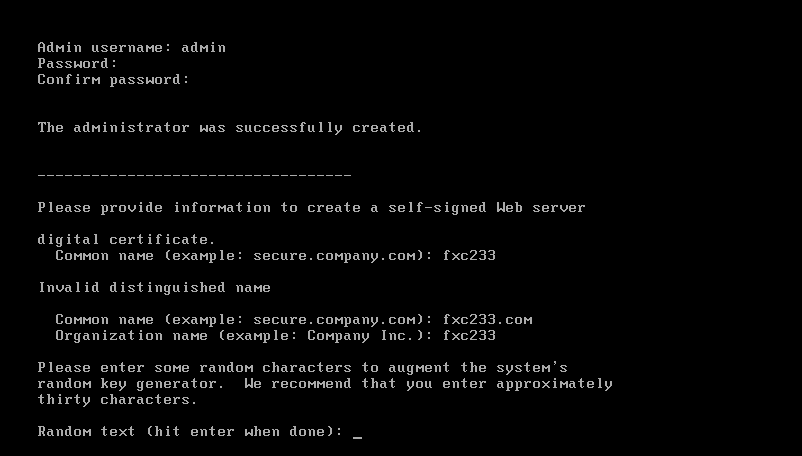 Admin username: admin
Password:
Confirm password:
The administrator was successfully created.
-----------------------------------
Please provide information to create a self-signed Web server
digital certificate.
Common name (example: secure.company.com): fxc233
Invalid distinguished name
Common name (example: secure.company.com): fxc233.com
Organization name (example: Company Inc.): fxc233
Please enter some random characters to augment the system's
random key generator.  We recommend that you enter approximately
thirty characters.
Random text (hit enter when done): _